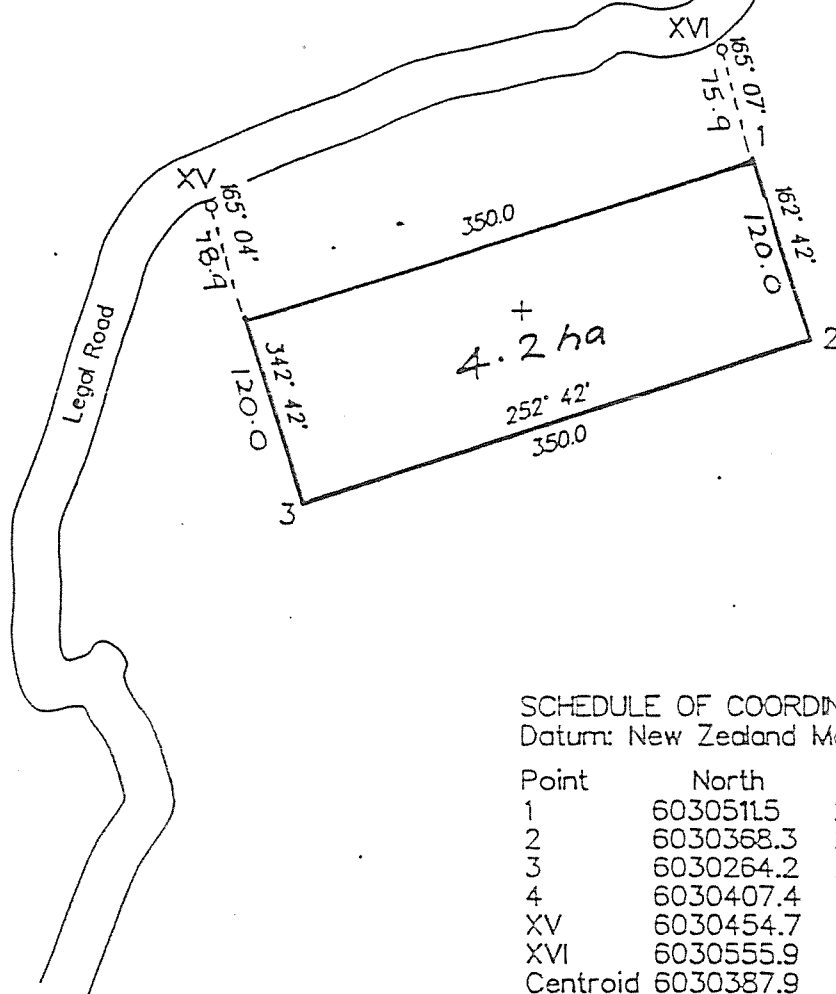 XVI
165° 07'
75.9
1
XV
165° 04'
78.9
350.0
162° 42'
120.0
2
Legal Road
4.2 ha
342° 42'
120.0
252° 42'
350.0
3
SCHEDULE OF COORDIN
Datum: New Zealand M
Point North
1 6030511.5
2 6030368.3
3 6030264.2
4 6030407.4
XV 6030454.7
XVI 6030555.9
Centroid 6030387.9